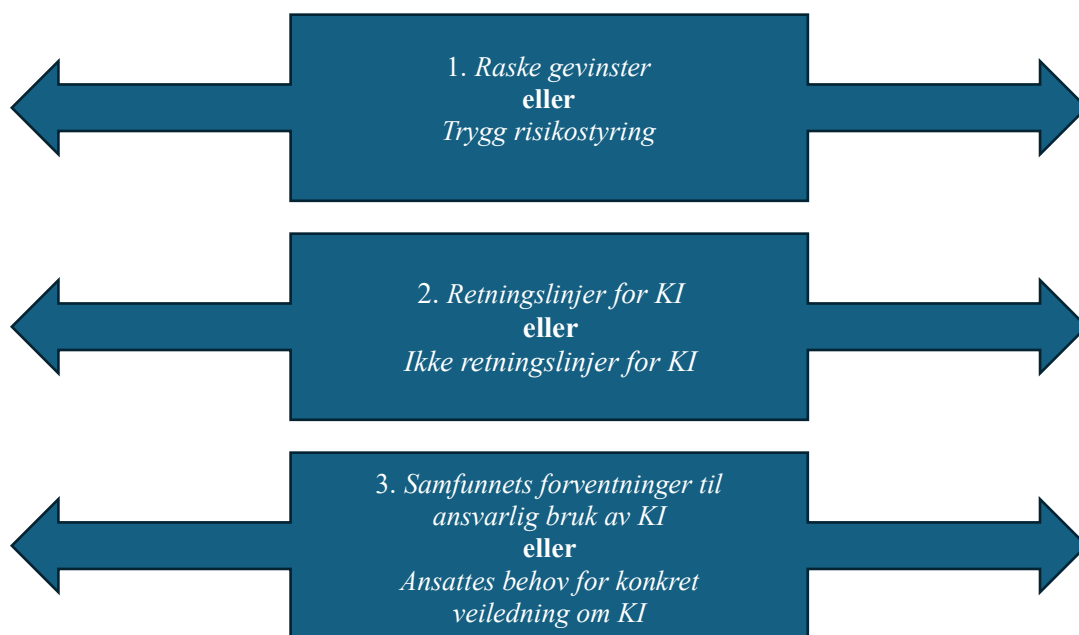 1. Raske gevinster
eller
Trygg risikostyring
2. Retningslinjer for KI
eller
Ikke retningslinjer for KI
3. Samfunnets forventninger til
ansvarlig bruk av KI
eller
Ansattes behov for konkret
veiledning om KI